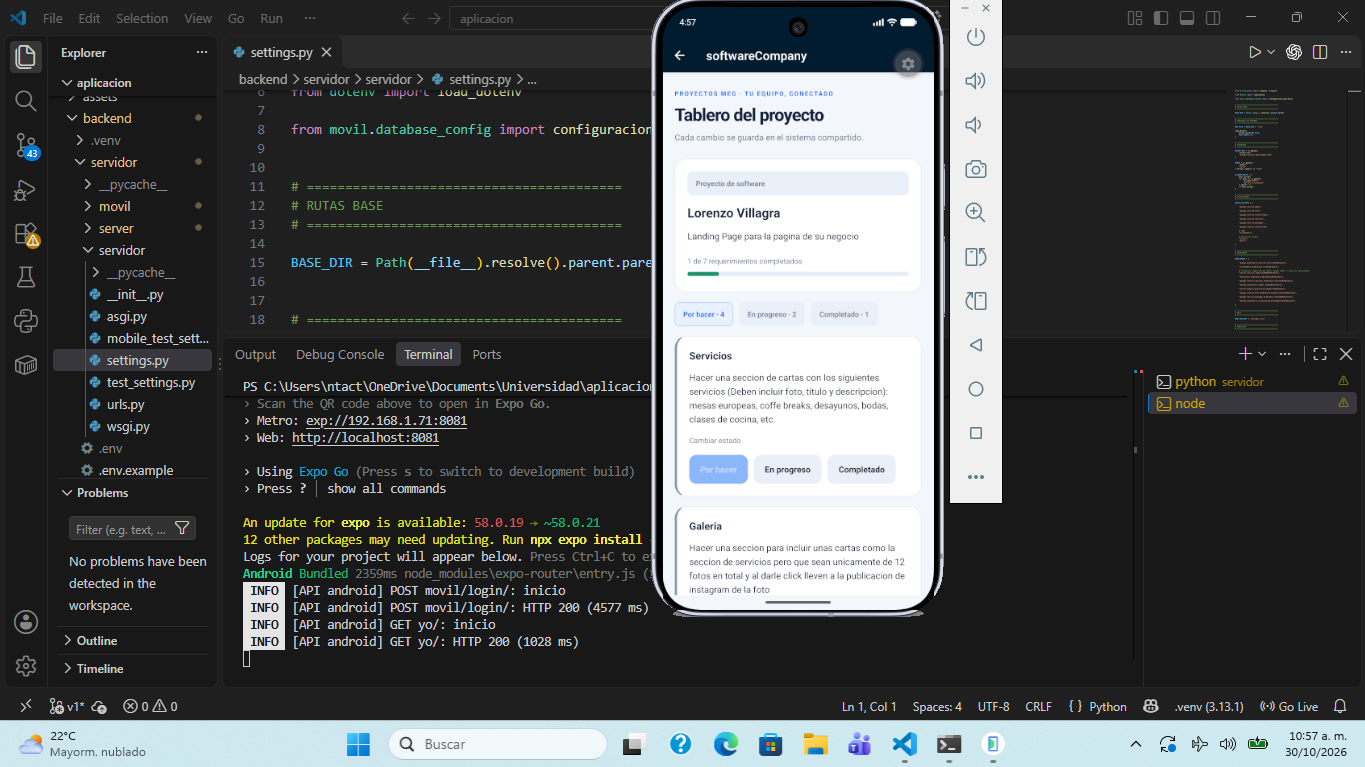 File Edit Selection View Go Run ···
aplicacion
Explorer ···
aplicacion
assets
backend
.venv
servidor
__pycache__
movil
server
servidor
__pycache__
__init__.py
asgi.py
mobile_test_sett...
settings.py
test_settings.py
urls.py
wsgi.py
.env
.env.example
Problems
Filter (e.g. text, ...
No problems have been
detected in the
workspace.
Outline
Timeline
43
settings.py
backend > servidor > servidor > settings.py > ...
6 from dotenv import load_dotenv
7
8 from movil.database_config import configuracion
9
10
11 # ========================================
12 # RUTAS BASE
13 # ========================================
14
15 BASE_DIR = Path(__file__).resolve().parent.pare
16
17
18 # ========================================
Output Debug Console Terminal Ports
PS C:\Users\ntact\OneDrive\Documents\Universidad\aplicacion
› Scan the QR code above to open in Expo Go.
› Metro: exp://192.168.1.71:8081
› Web: http://localhost:8081
› Using Expo Go (Press s to switch to development build)
› Press ? │ show all commands
An update for expo is available: 58.0.19 → ~58.0.21
12 other packages may need updating. Run npx expo install
Logs for your project will appear below. Press Ctrl+C to ex
Android Bundled 2359ms node_modules\expo-router\entry.js
INFO [API android] POST movil/login/: inicio
INFO [API android] POST movil/login/: HTTP 200 (4577 ms)
INFO [API android] GET yo/: inicio
INFO [API android] GET yo/: HTTP 200 (1028 ms)
python servidor
node
4:57
softwareCompany
PROYECTOS MEG · TU EQUIPO, CONECTADO
Tablero del proyecto
Cada cambio se guarda en el sistema compartido.
Proyecto de software
Lorenzo Villagra
Landing Page para la pagina de su negocio
1 de 7 requerimientos completados
Por hacer · 4 En progreso · 2 Completado · 1
Servicios
Hacer una seccion de cartas con los siguientes
servicios (Deben incluir foto, titulo y descripcion):
mesas europeas, coffe breaks, desayunos, bodas,
clases de cocina, etc.
Cambiar estado
Por hacer En progreso Completado
Galeria
Hacer una seccion para incluir unas cartas como la
seccion de servicios pero que sean unicamente de 12
fotos en total y al darle click lleven a la publicacion de
instagram de la foto
v1* 0 0
Ln 1, Col 1 Spaces: 4 UTF-8 CRLF { } Python .venv (3.13.1) Go Live
22°C
Mayorm. nublado
Buscar
10:57 a. m.
30/10/2026